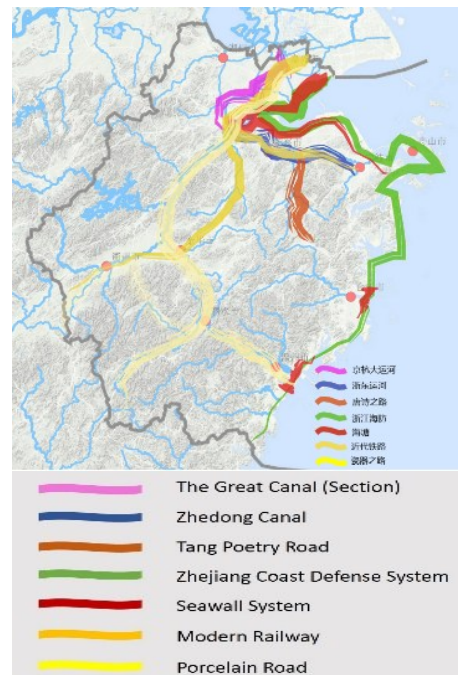 京杭大运河
浙东运河
唐诗之路
浙江海防
海塘
近代铁路
瓷器之路
The Great Canal (Section)
Zhedong Canal
Tang Poetry Road
Zhejiang Coast Defense System
Seawall System
Modern Railway
Porcelain Road